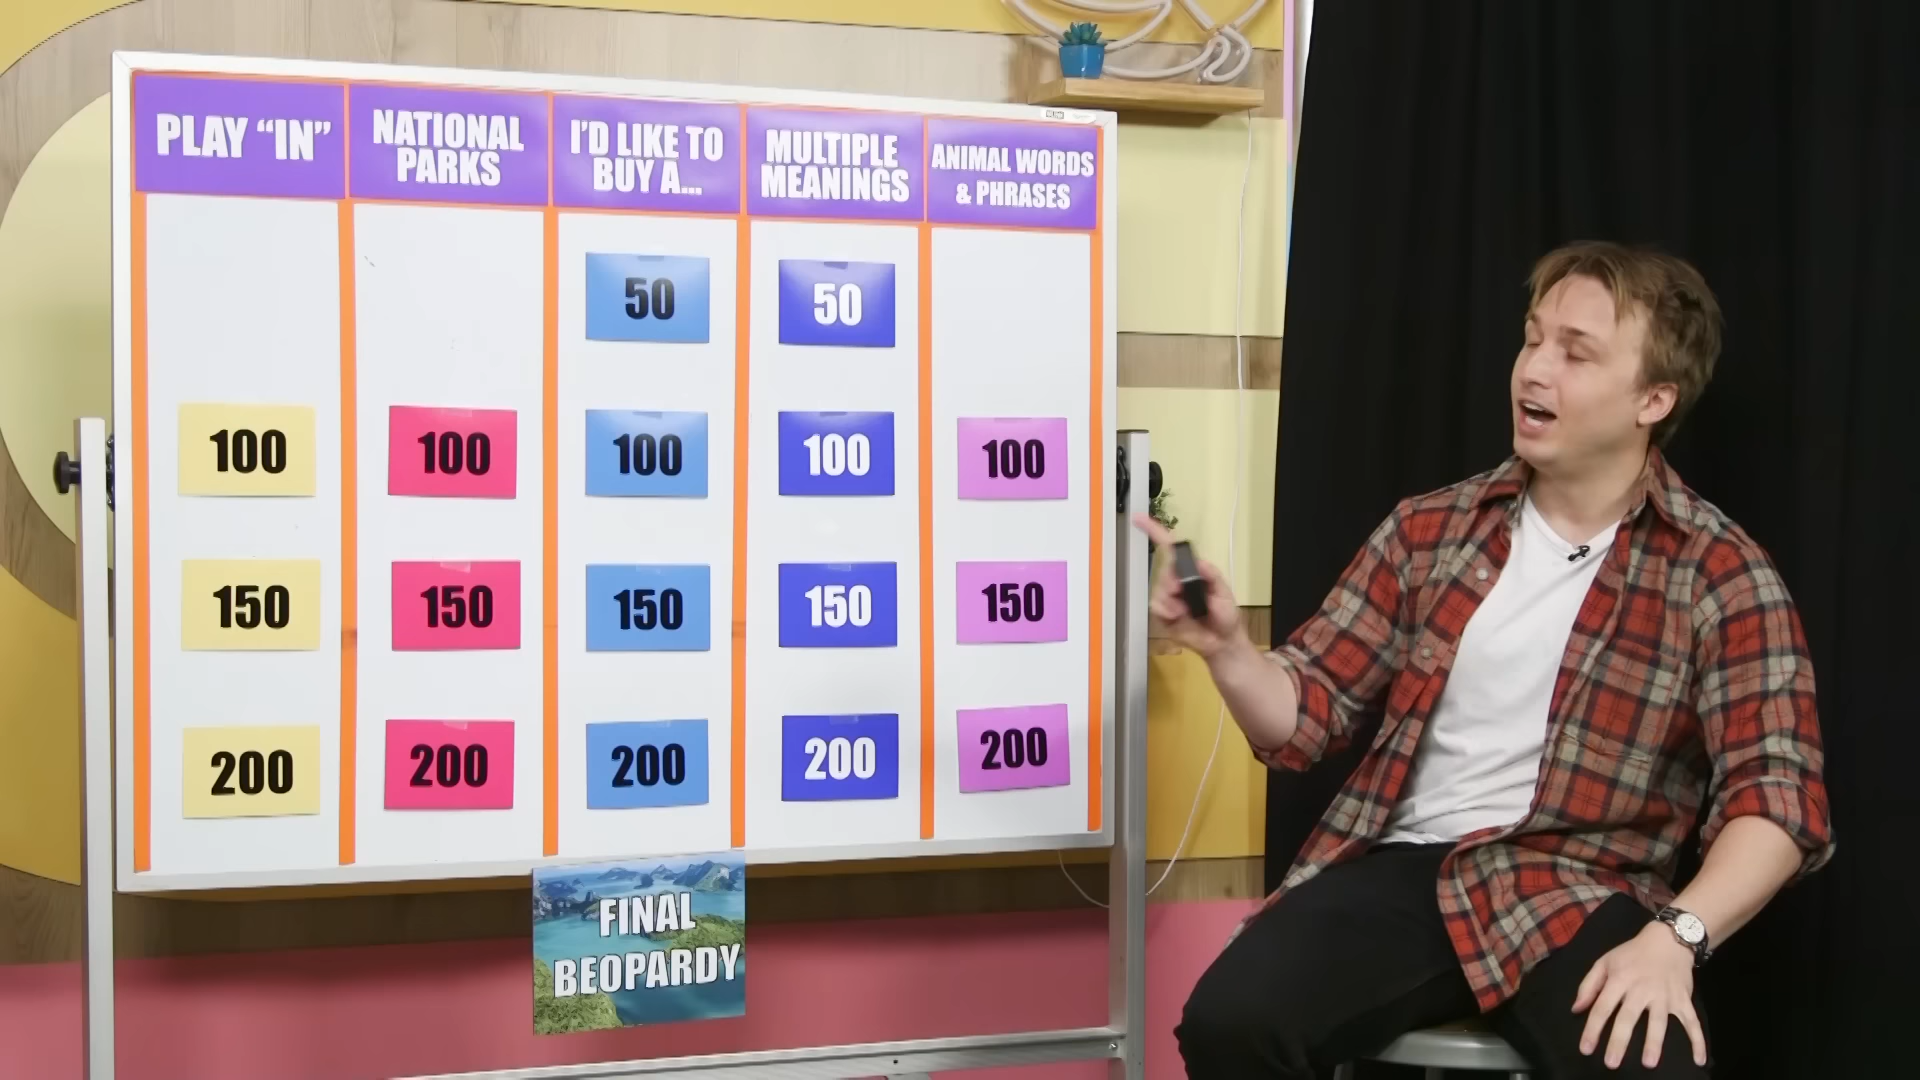 PLAY “IN”
NATIONAL
PARKS
I’D LIKE TO
BUY A...
MULTIPLE
MEANINGS
ANIMAL WORDS
& PHRASES
50
50
100
100
100
100
100
150
150
150
150
150
200
200
200
200
200
FINAL
BEOPARDY